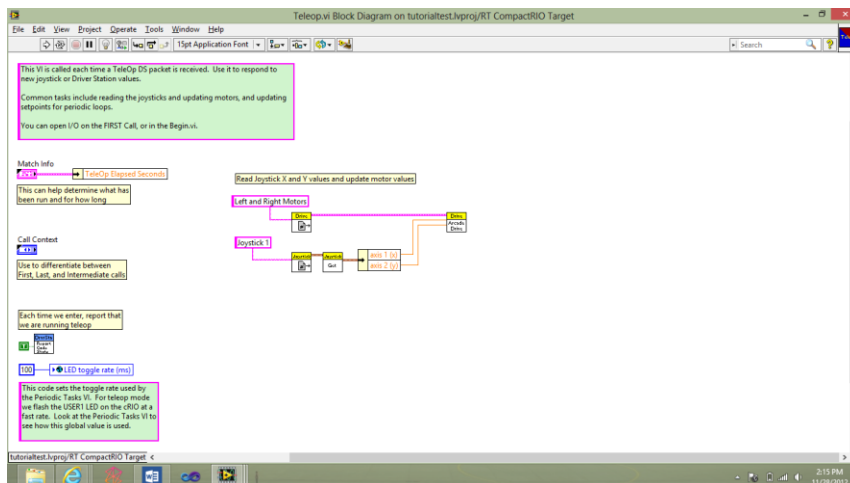 Teleop.vi Block Diagram on tutorialtest.lvproj/RT CompactRIO Target
File Edit View Project Operate Tools Window Help
15pt Application Font
Search
This VI is called each time a TeleOp DS packet is received. Use it to respond to
new joystick or Driver Station values.
Common tasks include reading the joysticks and updating motors, and updating
setpoints for periodic loops.
You can open I/O on the FIRST Call, or in the Begin.vi.
Match Info
TeleOp Elapsed Seconds
This can help determine what has
been run and for how long
Read Joystick X and Y values and update motor values
Left and Right Motors
Drive
Drive
Arcade
Drive
Call Context
Joystick 1
Joystick
Joystick
Get
axis 1 (x)
axis 2 (y)
Use to differentiate between
First, Last, and Intermediate calls
Each time we enter, report that
we are running teleop
100
LED toggle rate (ms)
This code sets the toggle rate used by
the Periodic Tasks VI. For teleop mode
we flash the USER1 LED on the cRIO at a
fast rate. Look at the Periodic Tasks VI to
see how this global value is used.
tutorialtest.lvproj/RT CompactRIO Target
2:15 PM